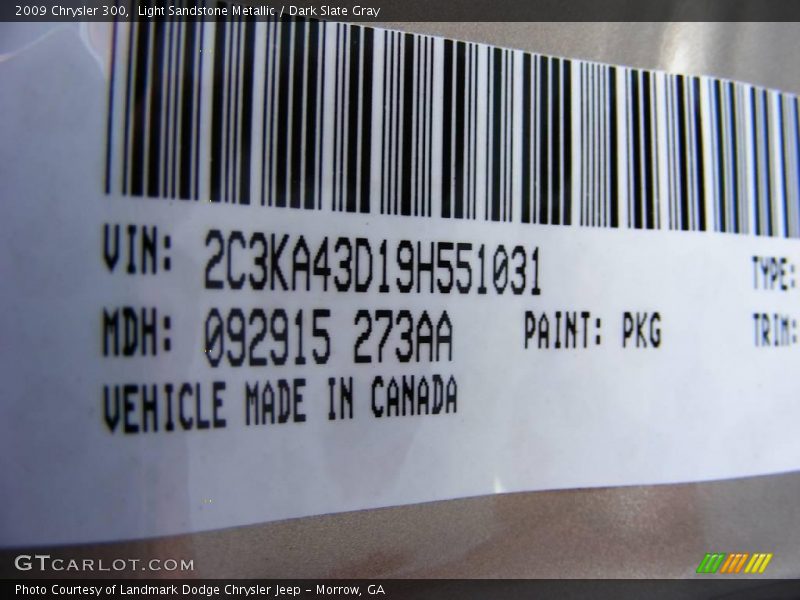 2009 Chrysler 300, Light Sandstone Metallic / Dark Slate Gray
VIN: 2C3KA43D19H551031 TYPE:
MDH: 092915 273AA PAINT: PKG TRIM:
VEHICLE MADE IN CANADA
GTCARLOT.COM
Photo Courtesy of Landmark Dodge Chrysler Jeep - Morrow, GA